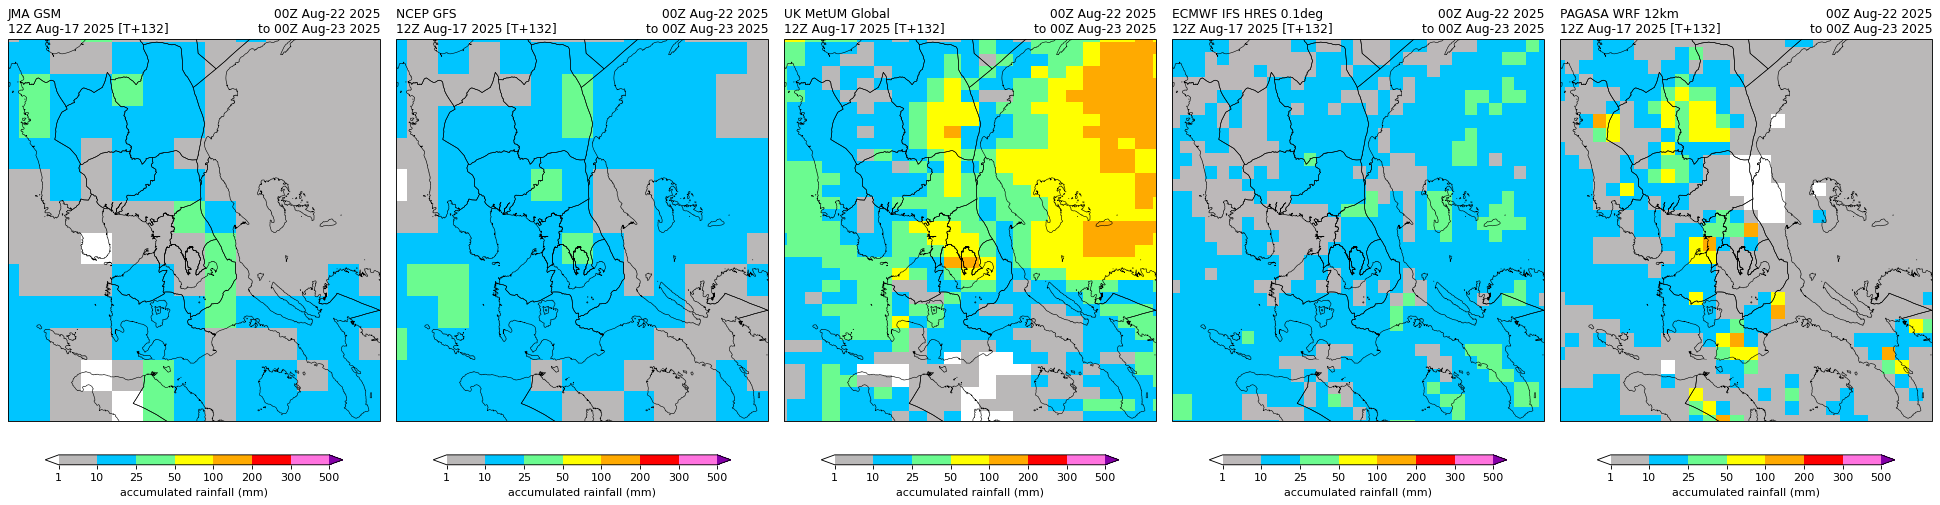 JMA GSM 00Z Aug-22 2025
12Z Aug-17 2025 [T+132] to 00Z Aug-23 2025
NCEP GFS 00Z Aug-22 2025
12Z Aug-17 2025 [T+132] to 00Z Aug-23 2025
UK MetUM Global 00Z Aug-22 2025
12Z Aug-17 2025 [T+132] to 00Z Aug-23 2025
ECMWF IFS HRES 0.1deg 00Z Aug-22 2025
12Z Aug-17 2025 [T+132] to 00Z Aug-23 2025
PAGASA WRF 12km 00Z Aug-22 2025
12Z Aug-17 2025 [T+132] to 00Z Aug-23 2025
1 10 25 50 100 200 300 500
accumulated rainfall (mm)
1 10 25 50 100 200 300 500
accumulated rainfall (mm)
1 10 25 50 100 200 300 500
accumulated rainfall (mm)
1 10 25 50 100 200 300 500
accumulated rainfall (mm)
1 10 25 50 100 200 300 500
accumulated rainfall (mm)